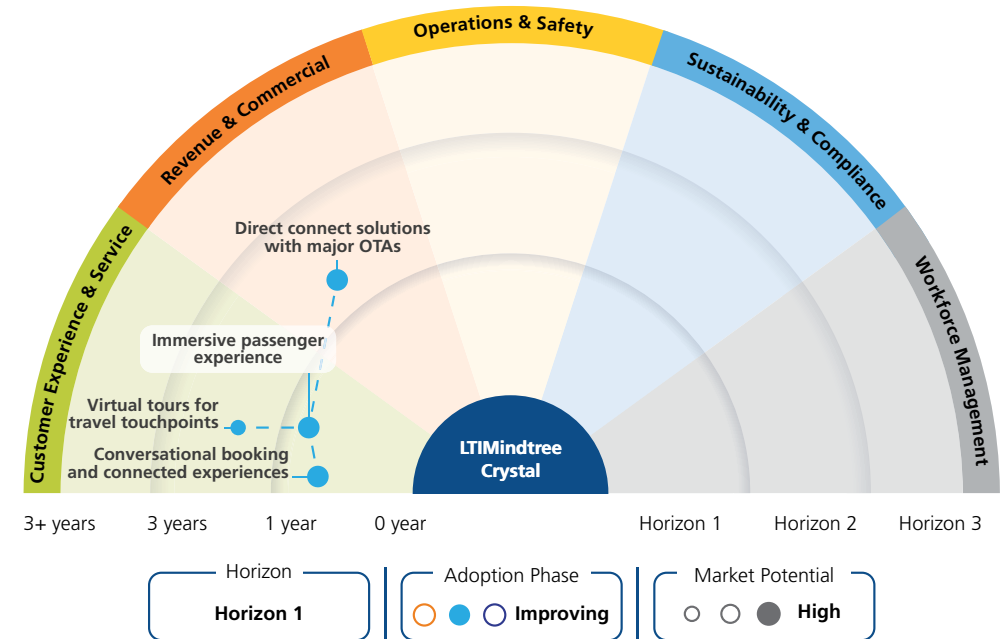 Operations & Safety
Revenue & Commercial
Sustainability & Compliance
Customer Experience & Service
Workforce Management
Direct connect solutions
with major OTAs
Immersive passenger
experience
Virtual tours for
travel touchpoints
Conversational booking
and connected experiences
LTIMindtree
Crystal
3+ years
3 years
1 year
0 year
Horizon 1
Horizon 2
Horizon 3
Horizon
Horizon 1
Adoption Phase
Improving
Market Potential
High